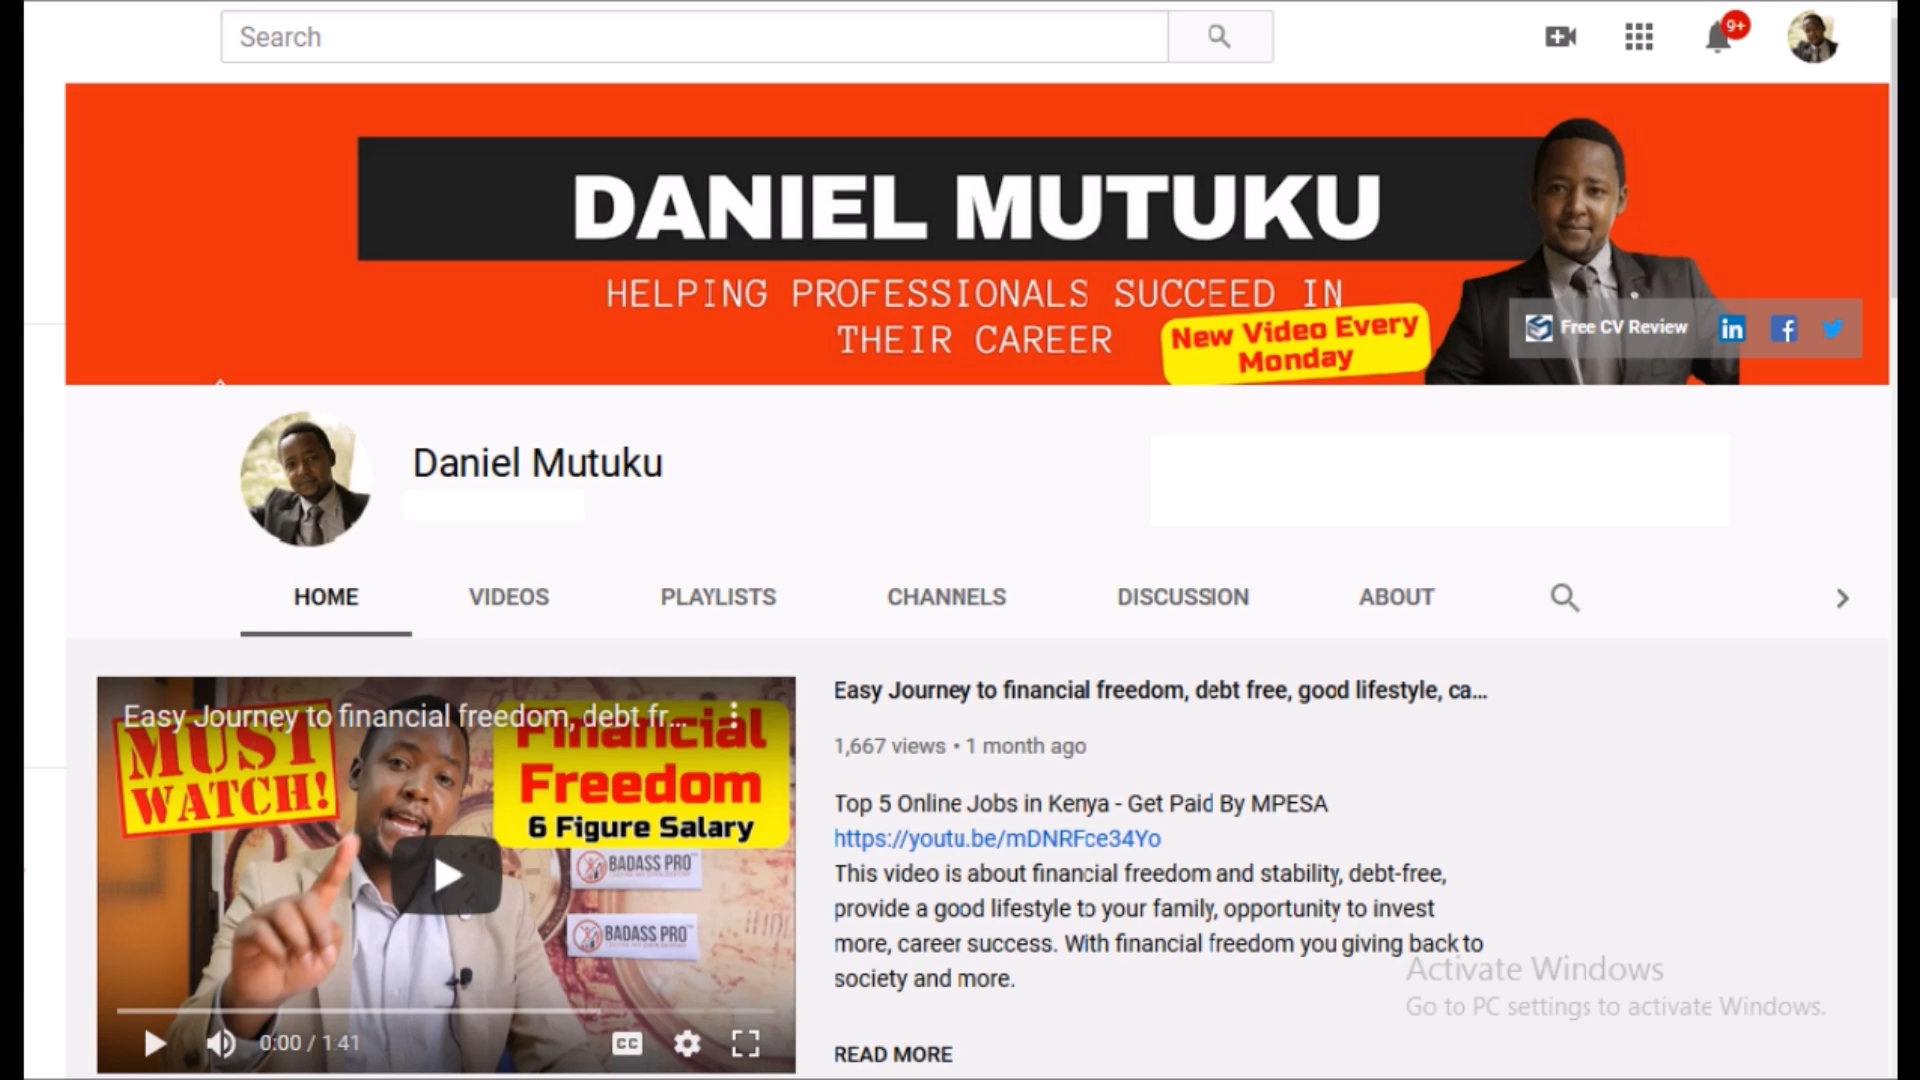 Search
9+
DANIEL MUTUKU
HELPING PROFESSIONALS SUCCEED IN
THEIR CAREER
New Video Every
Monday
Free CV Review
in
f
Daniel Mutuku
HOME VIDEOS PLAYLISTS CHANNELS DISCUSSION ABOUT
Easy Journey to financial freedom, debt fr...
MUST
WATCH!
Financial
Freedom
6 Figure Salary
BADASS PRO
BADASS PRO
0:00 / 1:41
CC
Easy Journey to financial freedom, debt free, good lifestyle, ca...
1,667 views • 1 month ago
Top 5 Online Jobs in Kenya - Get Paid By MPESA
https://youtu.be/mDNRFce34Yo
This video is about financial freedom and stability, debt-free,
provide a good lifestyle to your family, opportunity to invest
more, career success. With financial freedom you giving back to
society and more.
READ MORE
Activate Windows
Go to PC settings to activate Windows.